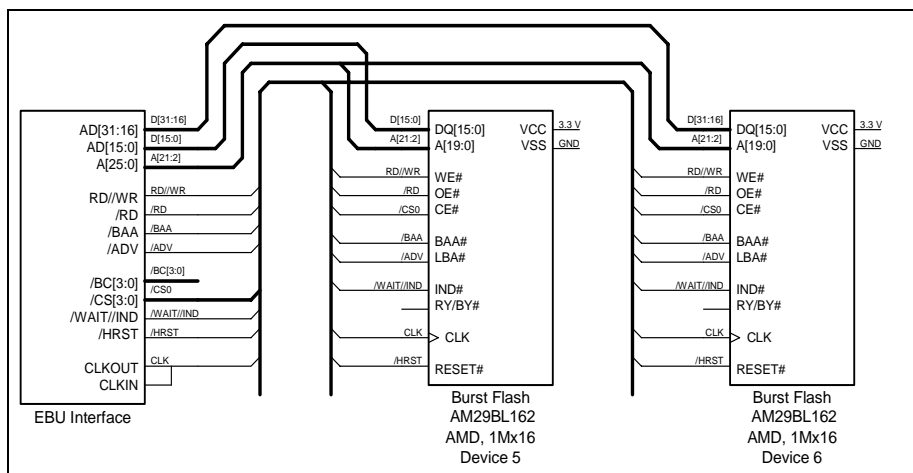 AD[31:16]
AD[15:0]
A[25:0]
RD//WR
/RD
/BAA
/ADV
/BC[3:0]
/CS[3:0]
/WAIT//IND
/HRST
CLKOUT
CLKIN
D[31:16]
D[15:0]
A[21:2]
RD//WR
/RD
/BAA
/ADV
/BC[3:0]
/CS0
/WAIT//IND
/HRST
CLK
EBU Interface
D[15:0]
A[21:2]
RD//WR
/RD
/CS0
/BAA
/ADV
/WAIT//IND
CLK
/HRST
DQ[15:0]
A[19:0]
WE#
OE#
CE#
BAA#
LBA#
IND#
RY/BY#
CLK
RESET#
VCC
VSS
3.3 V
GND
Burst Flash
AM29BL162
AMD, 1Mx16
Device 5
D[31:16]
A[21:2]
RD//WR
/RD
/CS0
/BAA
/ADV
/WAIT//IND
CLK
/HRST
DQ[15:0]
A[19:0]
WE#
OE#
CE#
BAA#
LBA#
IND#
RY/BY#
CLK
RESET#
VCC
VSS
3.3 V
GND
Burst Flash
AM29BL162
AMD, 1Mx16
Device 6